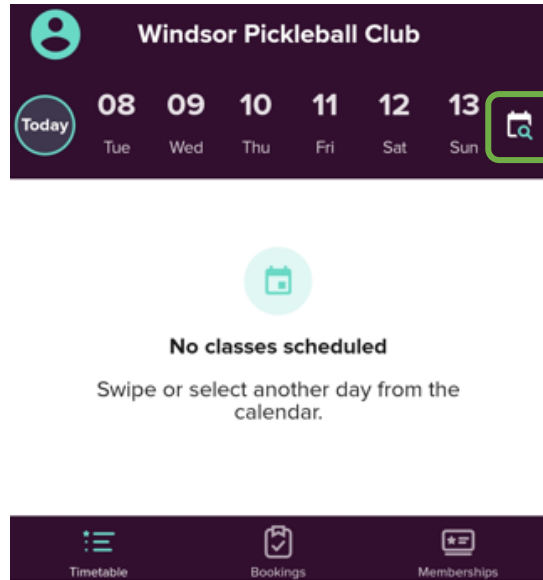 Windsor Pickleball Club
Today 08 09 10 11 12 13
Tue Wed Thu Fri Sat Sun
No classes scheduled
Swipe or select another day from the
calendar.
Timetable Bookings Memberships